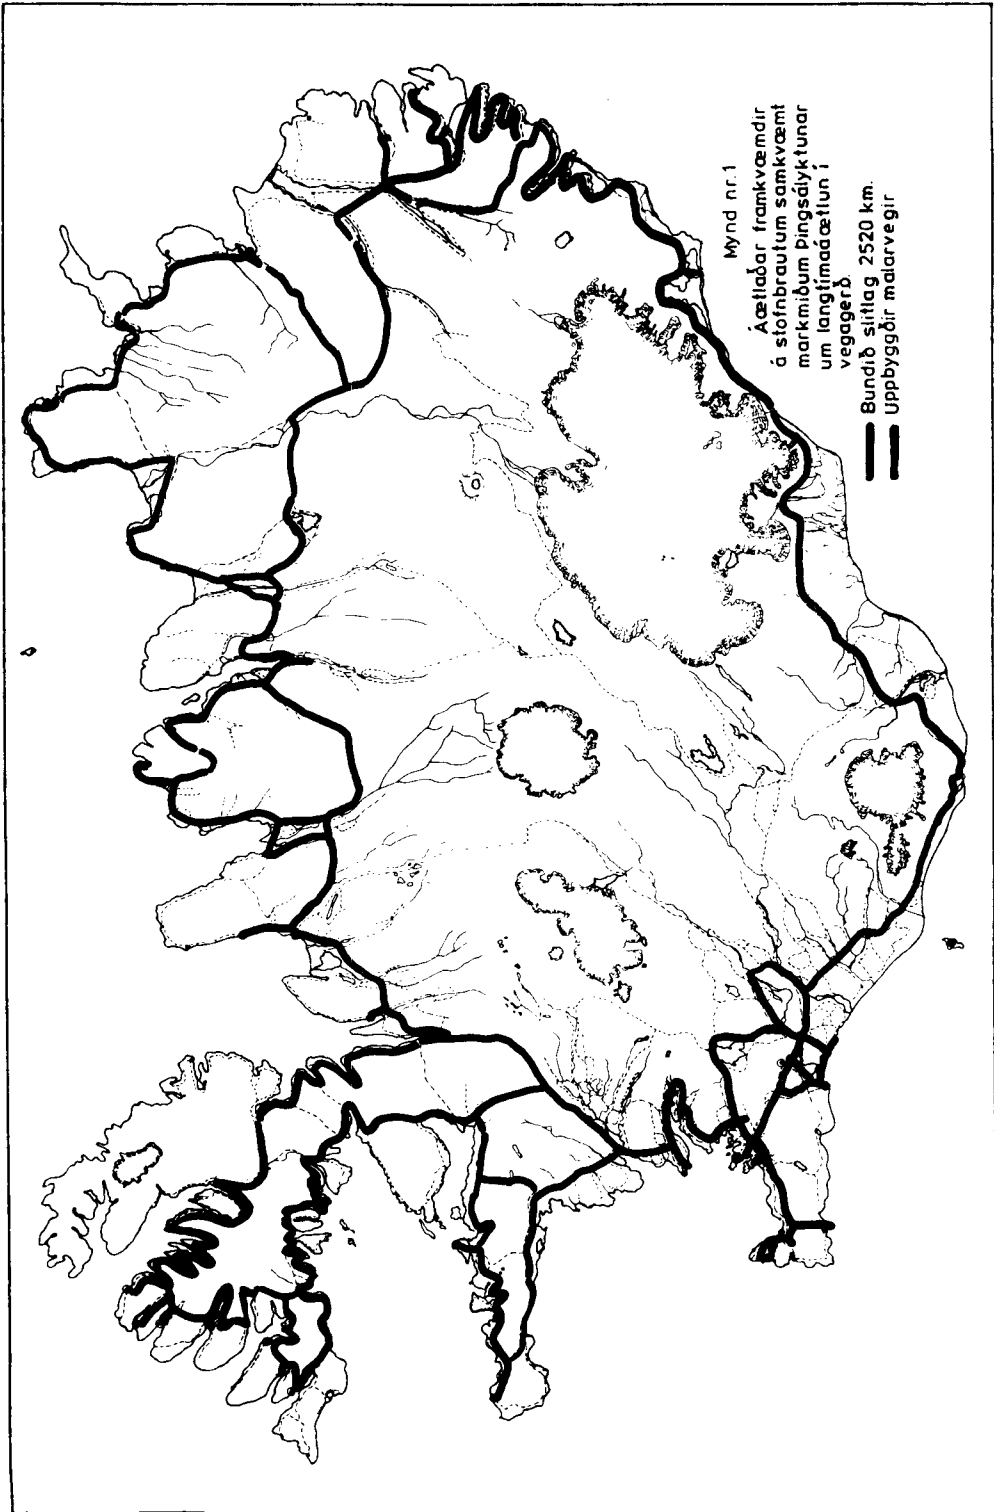 Mynd nr.1
Áætlaðar framkvæmdir
á stofnbrautum samkvæmt
markmiðum Þingsályktunar
um langtímaáætlun í
vegagerð.
Bundið slitlag 2520 km.
Uppbyggðir malarvegir